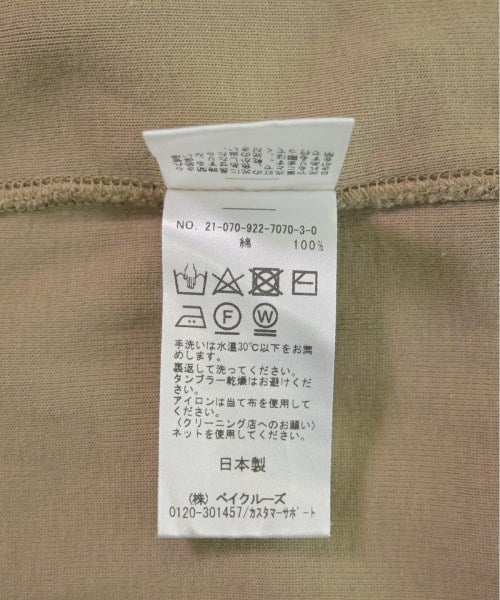 NO. 21-070-922-7070-3-0
綿 100%
F W
手洗いは水温30℃以下をお薦
めします。
裏返して洗ってください。
タンブラー乾燥はお避けくだ
さい。
アイロンは当て布を使用して
ください。
〈クリーニング店へのお願い〉
ネットを使用してください。
日本製
(株) ベイクルーズ
0120-301457/カスタマーサポート